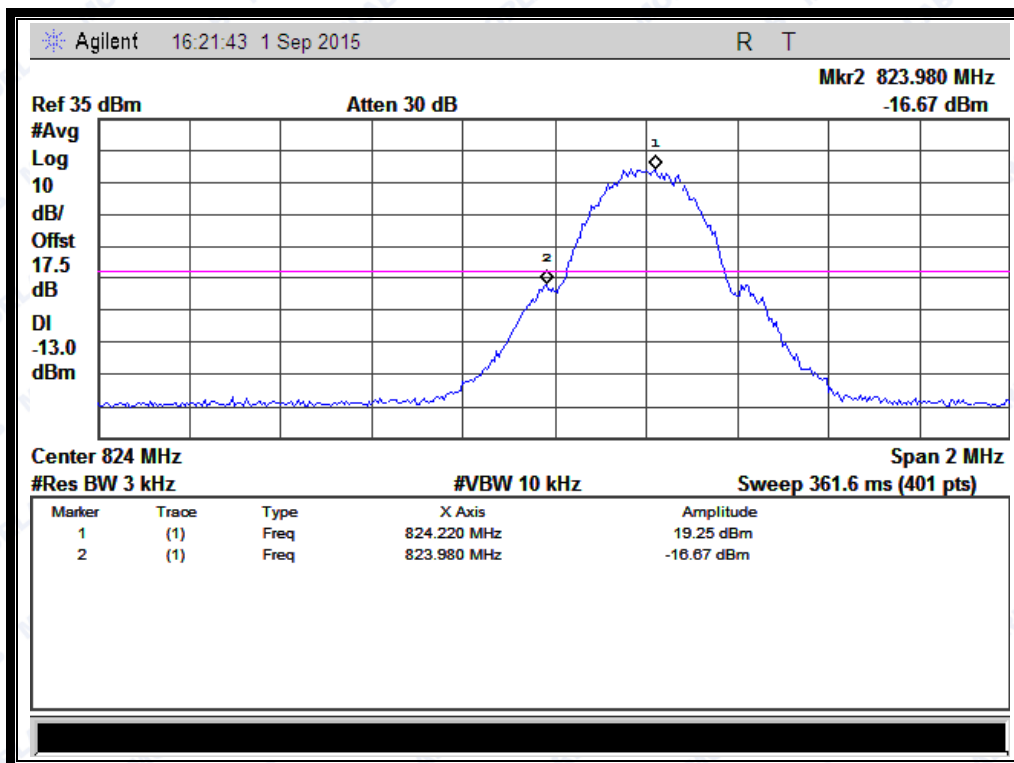 Agilent 16:21:43 1 Sep 2015 R T
Mkr2 823.980 MHz
Ref 35 dBm Atten 30 dB -16.67 dBm
#Avg
Log
10
dB/
Offst
17.5
dB
DI
-13.0
dBm
1
2
Center 824 MHz Span 2 MHz
#Res BW 3 kHz #VBW 10 kHz Sweep 361.6 ms (401 pts)
Marker Trace Type X Axis Amplitude
1 (1) Freq 824.220 MHz 19.25 dBm
2 (1) Freq 823.980 MHz -16.67 dBm